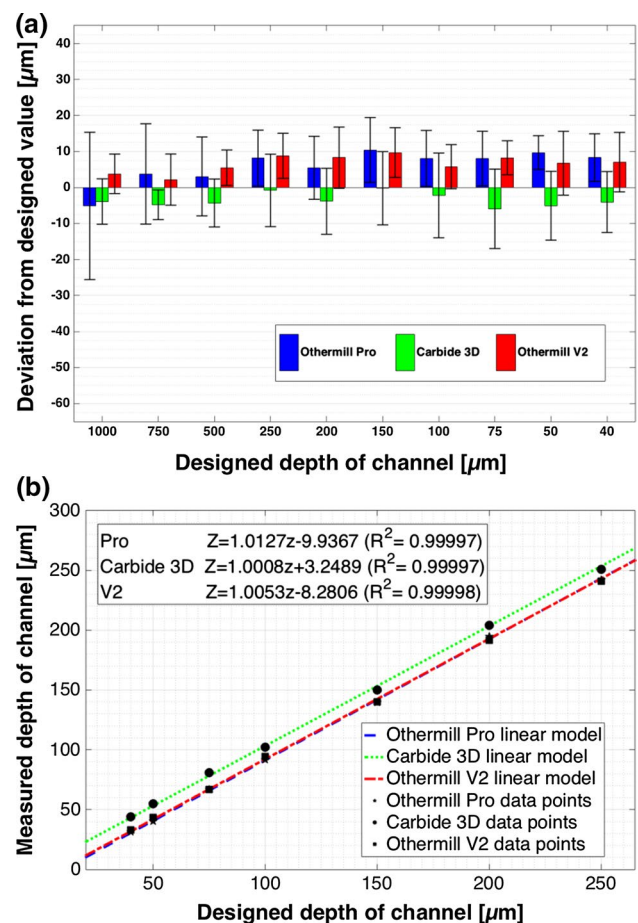 (a)
Deviation from designed value [µm]
40
30
20
10
0
-10
-20
-30
-40
-50
-60
Othermill Pro Carbide 3D Othermill V2
1000 750 500 250 200 150 100 75 50 40
Designed depth of channel [µm]
(b)
Measured depth of channel [µm]
300
250
200
150
100
50
0
Pro Z=1.0127z-9.9367 (R²= 0.99997)
Carbide 3D Z=1.0008z+3.2489 (R²= 0.99997)
V2 Z=1.0053z-8.2806 (R²= 0.99998)
Othermill Pro linear model
Carbide 3D linear model
Othermill V2 linear model
Othermill Pro data points
Carbide 3D data points
Othermill V2 data points
50 100 150 200 250
Designed depth of channel [µm]